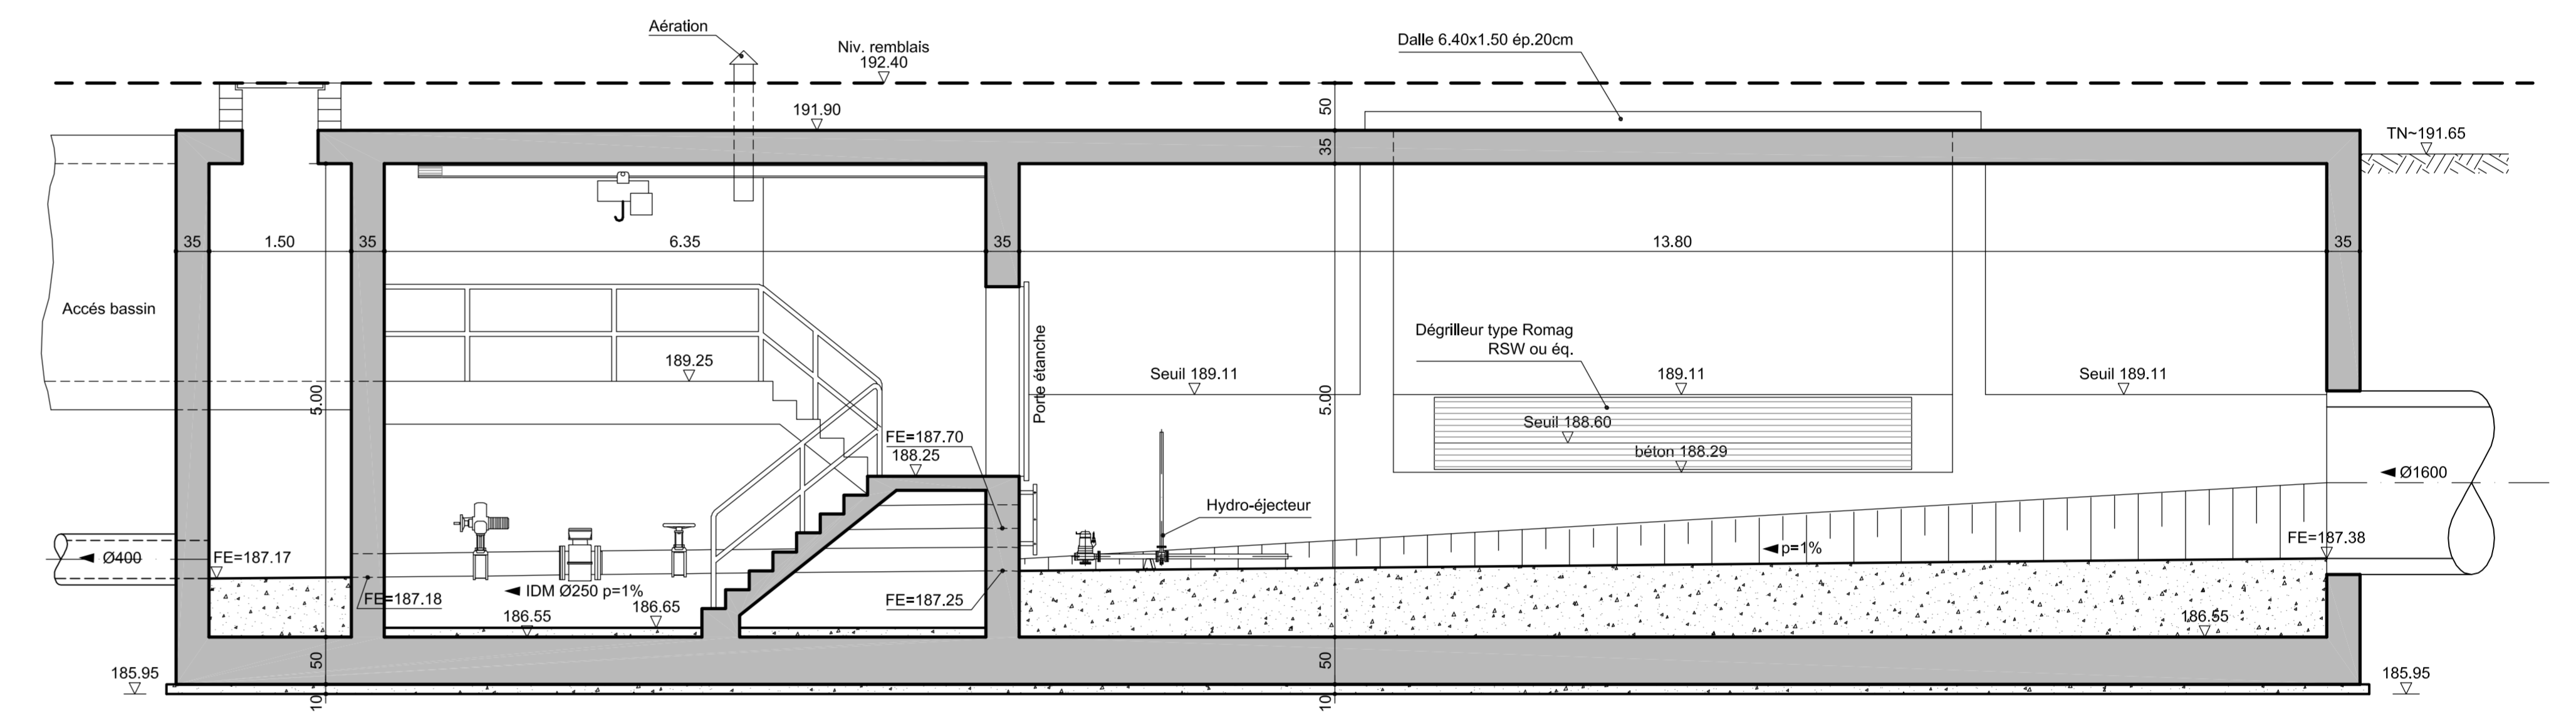 Aération
Niv. remblais
192.40
Dalle 6.40x1.50 ép.20cm
191.90
50
35
TN~191.65
35
1.50
35
6.35
35
13.80
35
Accés bassin
Porte étanche
Dégrilleur type Romag
RSW ou éq.
189.25
Seuil 189.11
189.11
Seuil 189.11
5.00
5.00
Seuil 188.60
béton 188.29
FE=187.70
188.25
Ø1600
Hydro-éjecteur
FE=187.38
p=1%
Ø400
FE=187.17
IDM Ø250 p=1%
FE=187.18
FE=187.25
186.55
186.65
186.55
50
50
185.95
185.95
10
10